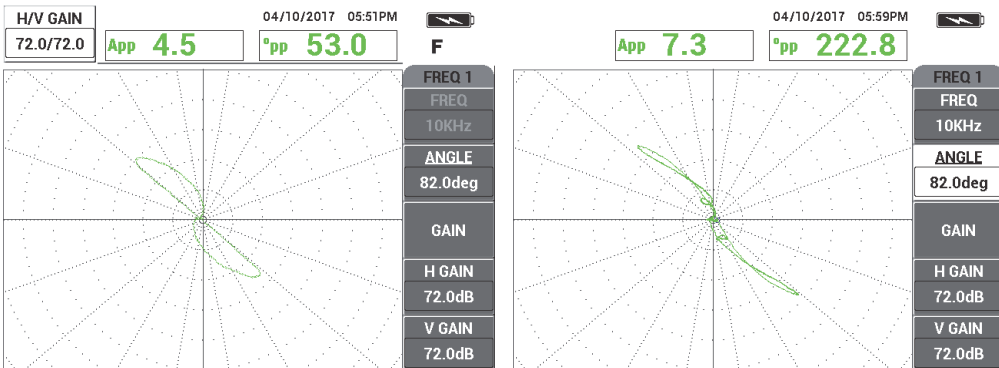 H/V GAIN
72.0/72.0
04/10/2017 05:51PM
App 4.5
°pp 53.0
F
FREQ 1
FREQ
10KHz
ANGLE
82.0deg
GAIN
H GAIN
72.0dB
V GAIN
72.0dB
04/10/2017 05:59PM
App 7.3
°pp 222.8
FREQ 1
FREQ
10KHz
ANGLE
82.0deg
GAIN
H GAIN
72.0dB
V GAIN
72.0dB